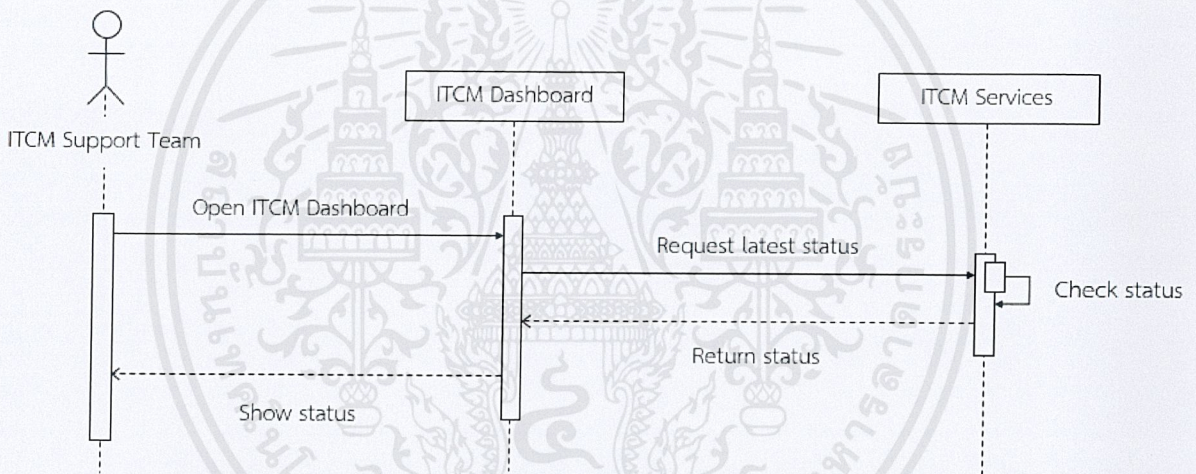 ITCM Dashboard
ITCM Services
ITCM Support Team
Open ITCM Dashboard
Request latest status
Check status
Return status
Show status